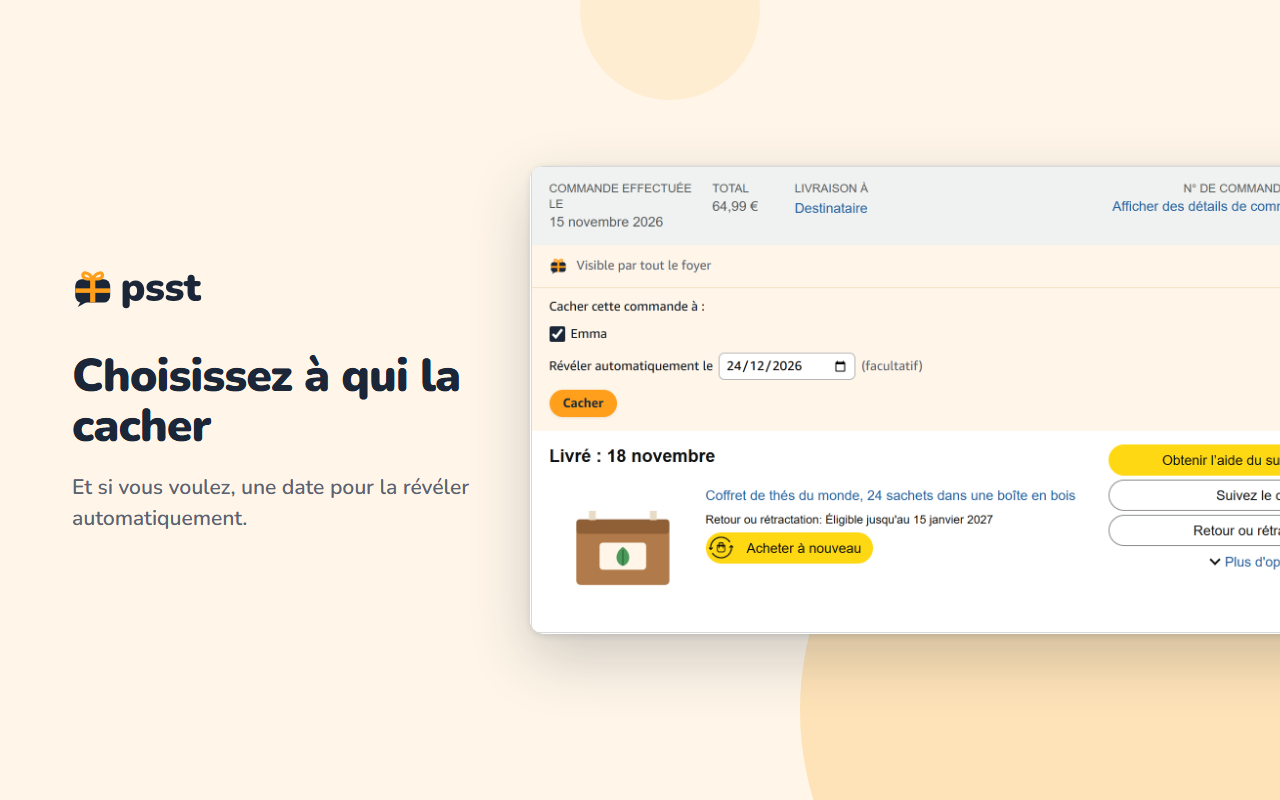 psst
Choisissez à qui la
cacher
Et si vous voulez, une date pour la révéler
automatiquement.
COMMANDE EFFECTUÉE
LE
15 novembre 2026
TOTAL
64,99 €
LIVRAISON À
Destinataire
N° DE COMMAND
Afficher des détails de comm
Visible par tout le foyer
Cacher cette commande à :
Emma
Révéler automatiquement le 24/12/2026 (facultatif)
Cacher
Livré : 18 novembre
Coffret de thés du monde, 24 sachets dans une boîte en bois
Retour ou rétractation: Éligible jusqu'au 15 janvier 2027
Acheter à nouveau
Obtenir l'aide du su
Suivez le c
Retour ou rétra
Plus d'op